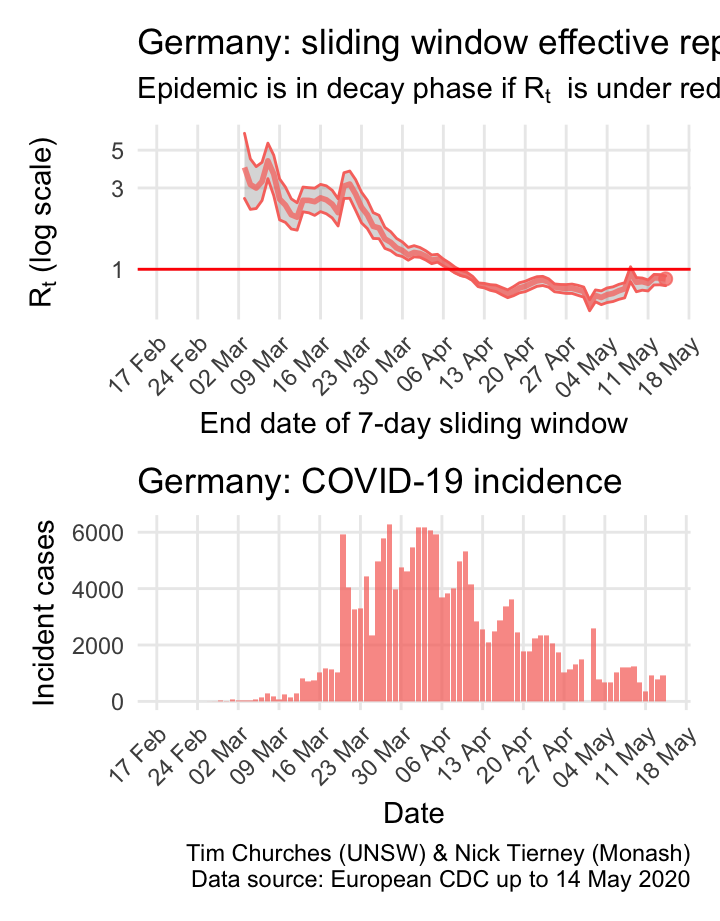 Germany: sliding window effective rep
Epidemic is in decay phase if Rt is under red
Rt (log scale)
5
3
1
17 Feb
24 Feb
02 Mar
09 Mar
16 Mar
23 Mar
30 Mar
06 Apr
13 Apr
20 Apr
27 Apr
04 May
11 May
18 May
End date of 7-day sliding window
Germany: COVID-19 incidence
Incident cases
6000
4000
2000
0
17 Feb
24 Feb
02 Mar
09 Mar
16 Mar
23 Mar
30 Mar
06 Apr
13 Apr
20 Apr
27 Apr
04 May
11 May
18 May
Date
Tim Churches (UNSW) & Nick Tierney (Monash)
Data source: European CDC up to 14 May 2020